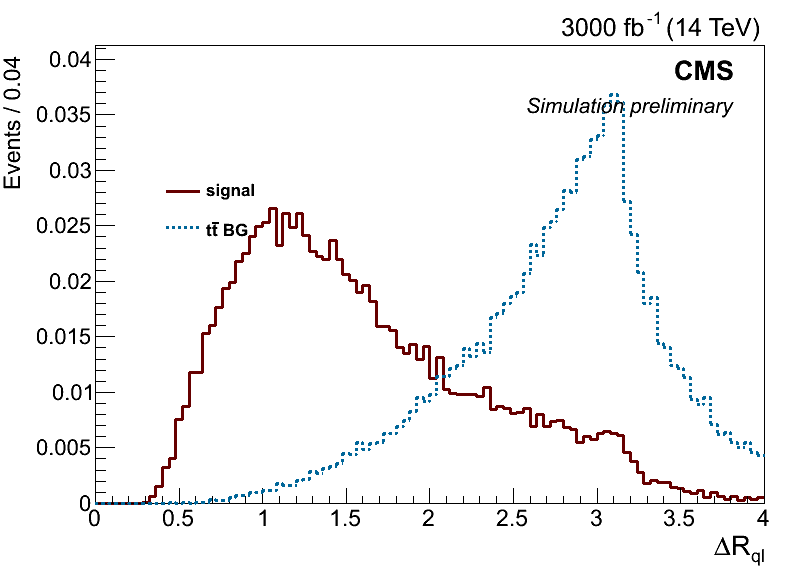 3000 fb-1 (14 TeV)
CMS
Simulation preliminary
Events / 0.04
0.04
0.035
0.03
0.025
0.02
0.015
0.01
0.005
0
signal
tt̄ BG
0 0.5 1 1.5 2 2.5 3 3.5 4
ΔRql